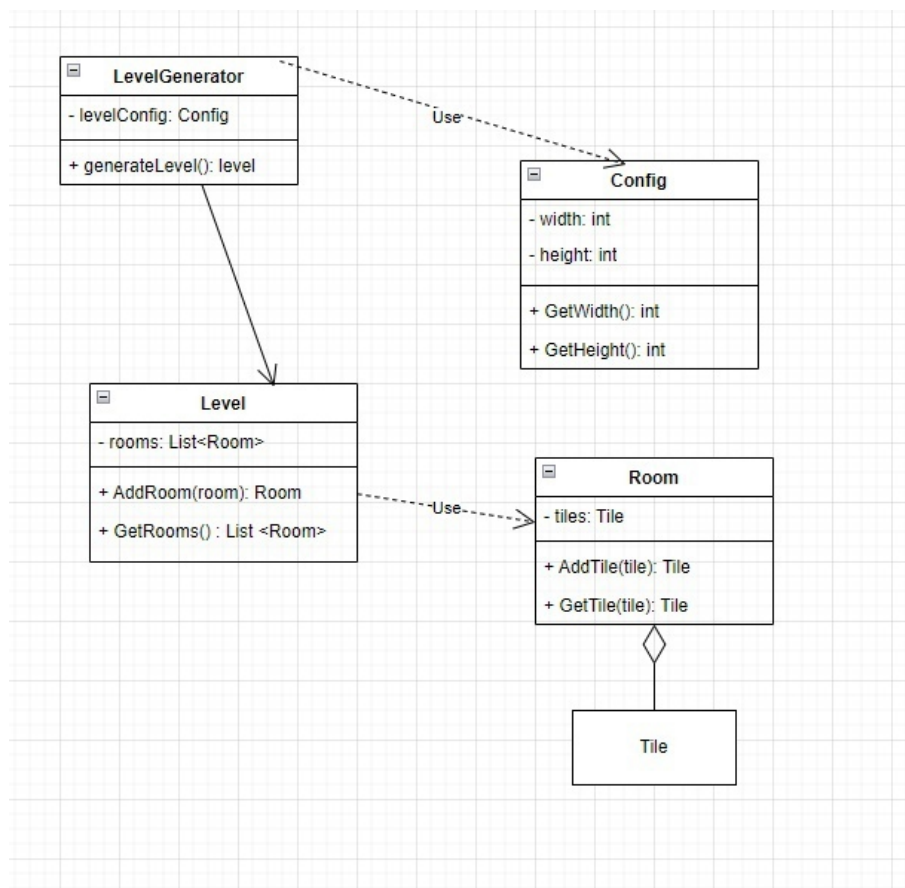 LevelGenerator
- levelConfig: Config
+ generateLevel(): level
Use
Config
- width: int
- height: int
+ GetWidth(): int
+ GetHeight(): int
Level
- rooms: List<Room>
+ AddRoom(room): Room
+ GetRooms() : List <Room>
Use
Room
- tiles: Tile
+ AddTile(tile): Tile
+ GetTile(tile): Tile
Tile